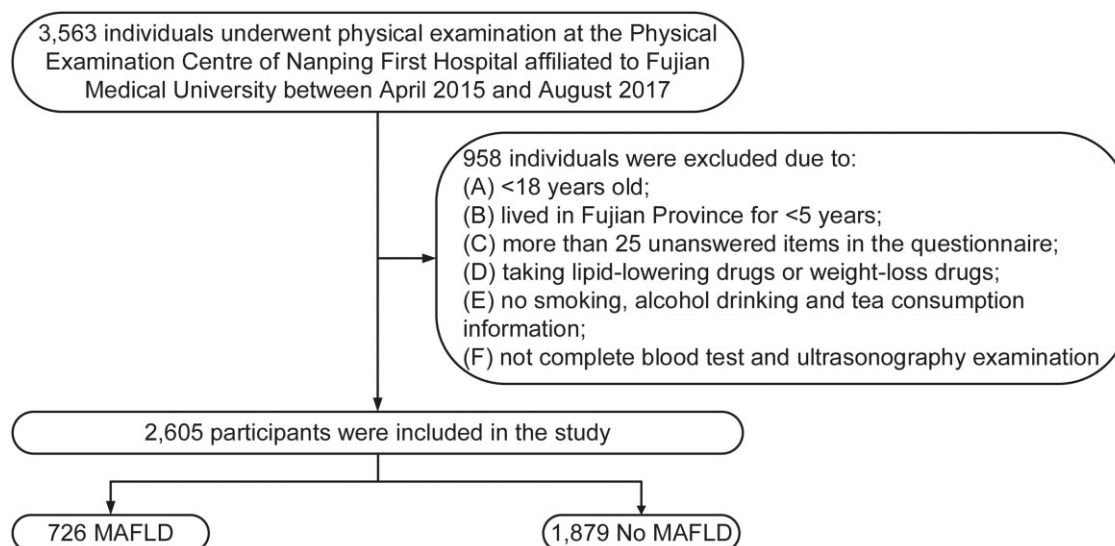 3,563 individuals underwent physical examination at the Physical
Examination Centre of Nanping First Hospital affiliated to Fujian
Medical University between April 2015 and August 2017
958 individuals were excluded due to:
(A) <18 years old;
(B) lived in Fujian Province for <5 years;
(C) more than 25 unanswered items in the questionnaire;
(D) taking lipid-lowering drugs or weight-loss drugs;
(E) no smoking, alcohol drinking and tea consumption
information;
(F) not complete blood test and ultrasonography examination
2,605 participants were included in the study
726 MAFLD
1,879 No MAFLD